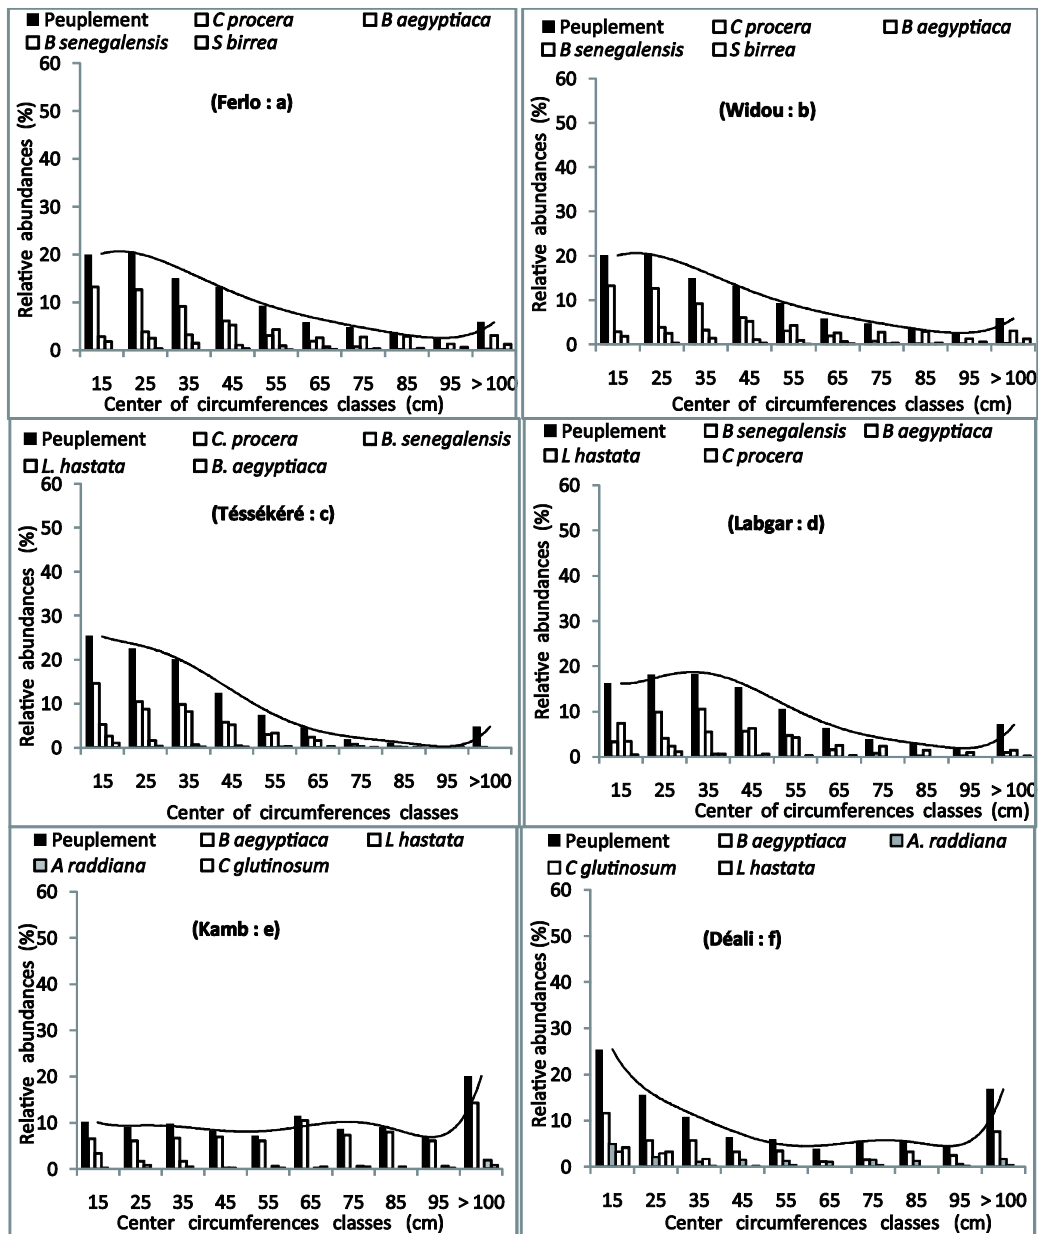 Peuplement C procera B aegyptiaca
B senegalensis S birrea
60
50
40
30
20
10
0
Relative abundances (%)
(Ferlo : a)
15 25 35 45 55 65 75 85 95 > 100
Center of circumferences classes (cm)
Peuplement C procera B aegyptiaca
B senegalensis S birrea
60
50
40
30
20
10
0
Relative abundances (%)
(Widou : b)
15 25 35 45 55 65 75 85 95 > 100
Center of circumferences classes (cm)
Peuplement C. procera B. senegalensis
L. hastata B. aegyptiaca
60
50
40
30
20
10
0
Relative abundances (%)
(Téssékéré : c)
15 25 35 45 55 65 75 85 95 >100
Center of circumferences classes
Peuplement B senegalensis B aegyptiaca
L hastata C procera
60
50
40
30
20
10
0
Relative abundances (%)
(Labgar : d)
15 25 35 45 55 65 75 85 95 > 100
Center of circumferences classes (cm)
Peuplement B aegyptiaca L hastata
A raddiana C glutinosum
60
50
40
30
20
10
0
Relative abundances (%)
(Kamb : e)
15 25 35 45 55 65 75 85 95 > 100
Center circumferences classes (cm)
Peuplement B aegyptiaca A. raddiana
C glutinosum L hastata
60
50
40
30
20
10
0
Relative abundances (%)
(Déali : f)
15 25 35 45 55 65 75 85 95 > 100
Center circumferences classes (cm)